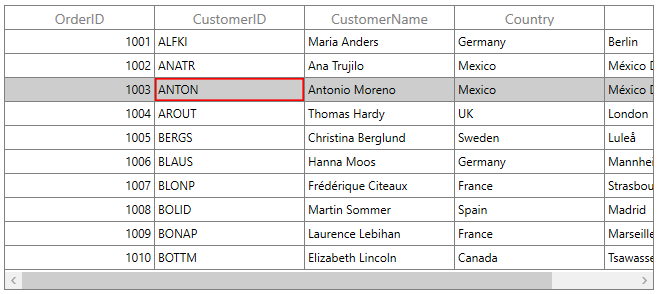 OrderID CustomerID CustomerName Country
1001 ALFKI Maria Anders Germany Berlin
1002 ANATR Ana Trujilo Mexico México D
1003 ANTON Antonio Moreno Mexico México D
1004 AROUT Thomas Hardy UK London
1005 BERGS Christina Berglund Sweden Luleå
1006 BLAUS Hanna Moos Germany Mannhe
1007 BLONP Frédérique Citeaux France Strasbou
1008 BOLID Martin Sommer Spain Madrid
1009 BONAP Laurence Lebihan France Marseille
1010 BOTTM Elizabeth Lincoln Canada Tsawasse